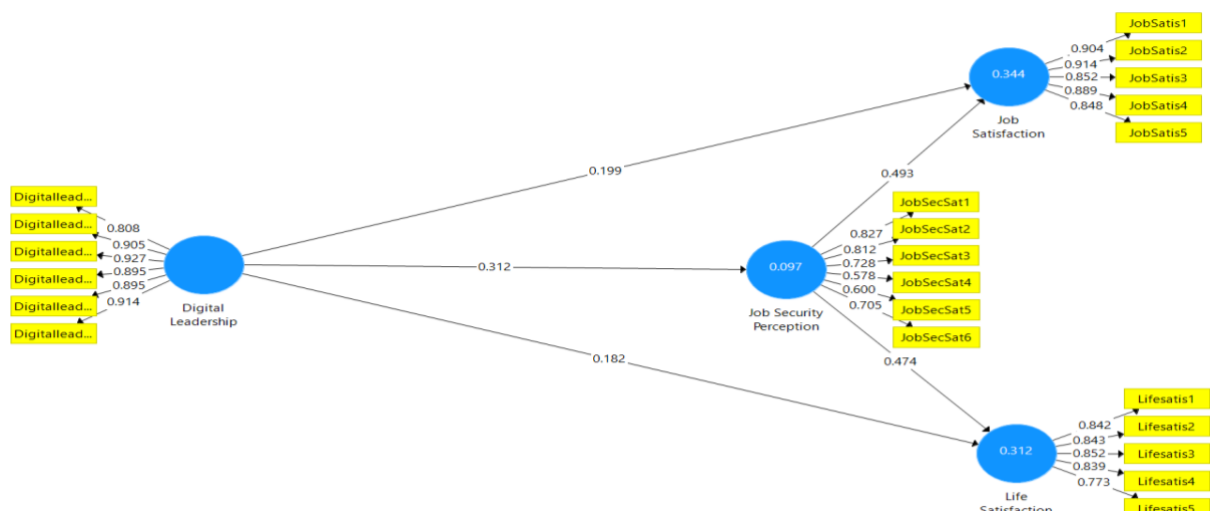 JobSatis1
0.904
JobSatis2
0.914
0.344
0.852
JobSatis3
0.889
JobSatis4
0.848
JobSatis5
Job
Satisfaction
0.199
0.493
Digitallead...
0.808
Digitallead...
0.905
Digitallead...
0.927
Digitallead...
0.895
Digitallead...
0.895
0.914
Digitallead...
Digital
Leadership
0.312
JobSecSat1
0.827
JobSecSat2
0.812
0.097
0.728
JobSecSat3
0.578
JobSecSat4
0.600
JobSecSat5
0.705
JobSecSat6
Job Security
Perception
0.182
0.474
Lifesatis1
0.842
Lifesatis2
0.843
0.312
0.852
Lifesatis3
0.839
Lifesatis4
0.773
Lifesatis5
Life
Satisfaction